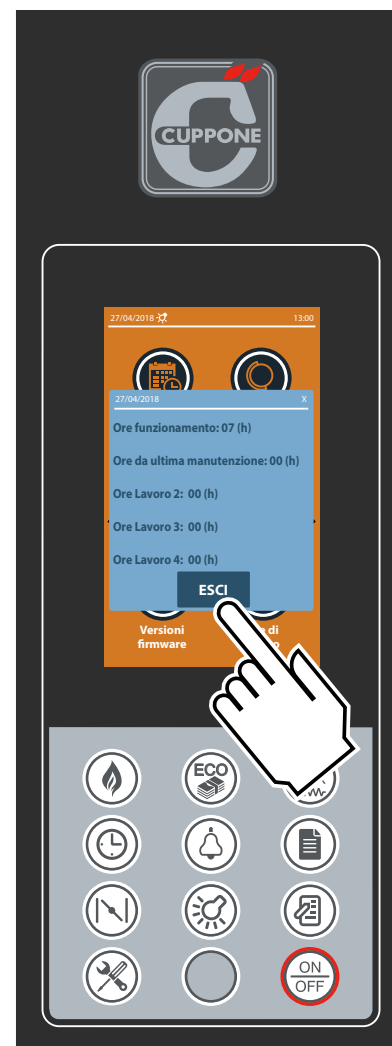 CUPPONE
27/04/2018
13:00
27/04/2018
X
Ore funzionamento: 07 (h)
Ore da ultima manutenzione: 00 (h)
Ore Lavoro 2: 00 (h)
Ore Lavoro 3: 00 (h)
Ore Lavoro 4: 00 (h)
ESCI
Versioni
di
firmware
ECO
ON
OFF